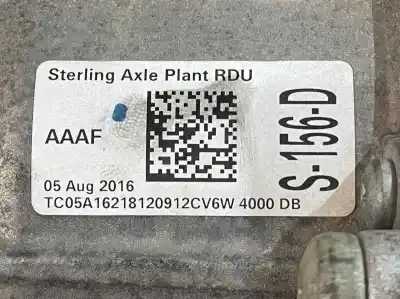 Sterling Axle Plant RDU
AAAF
05 Aug 2016
TC05A16218120912CV6W 4000 DB
S-156-D